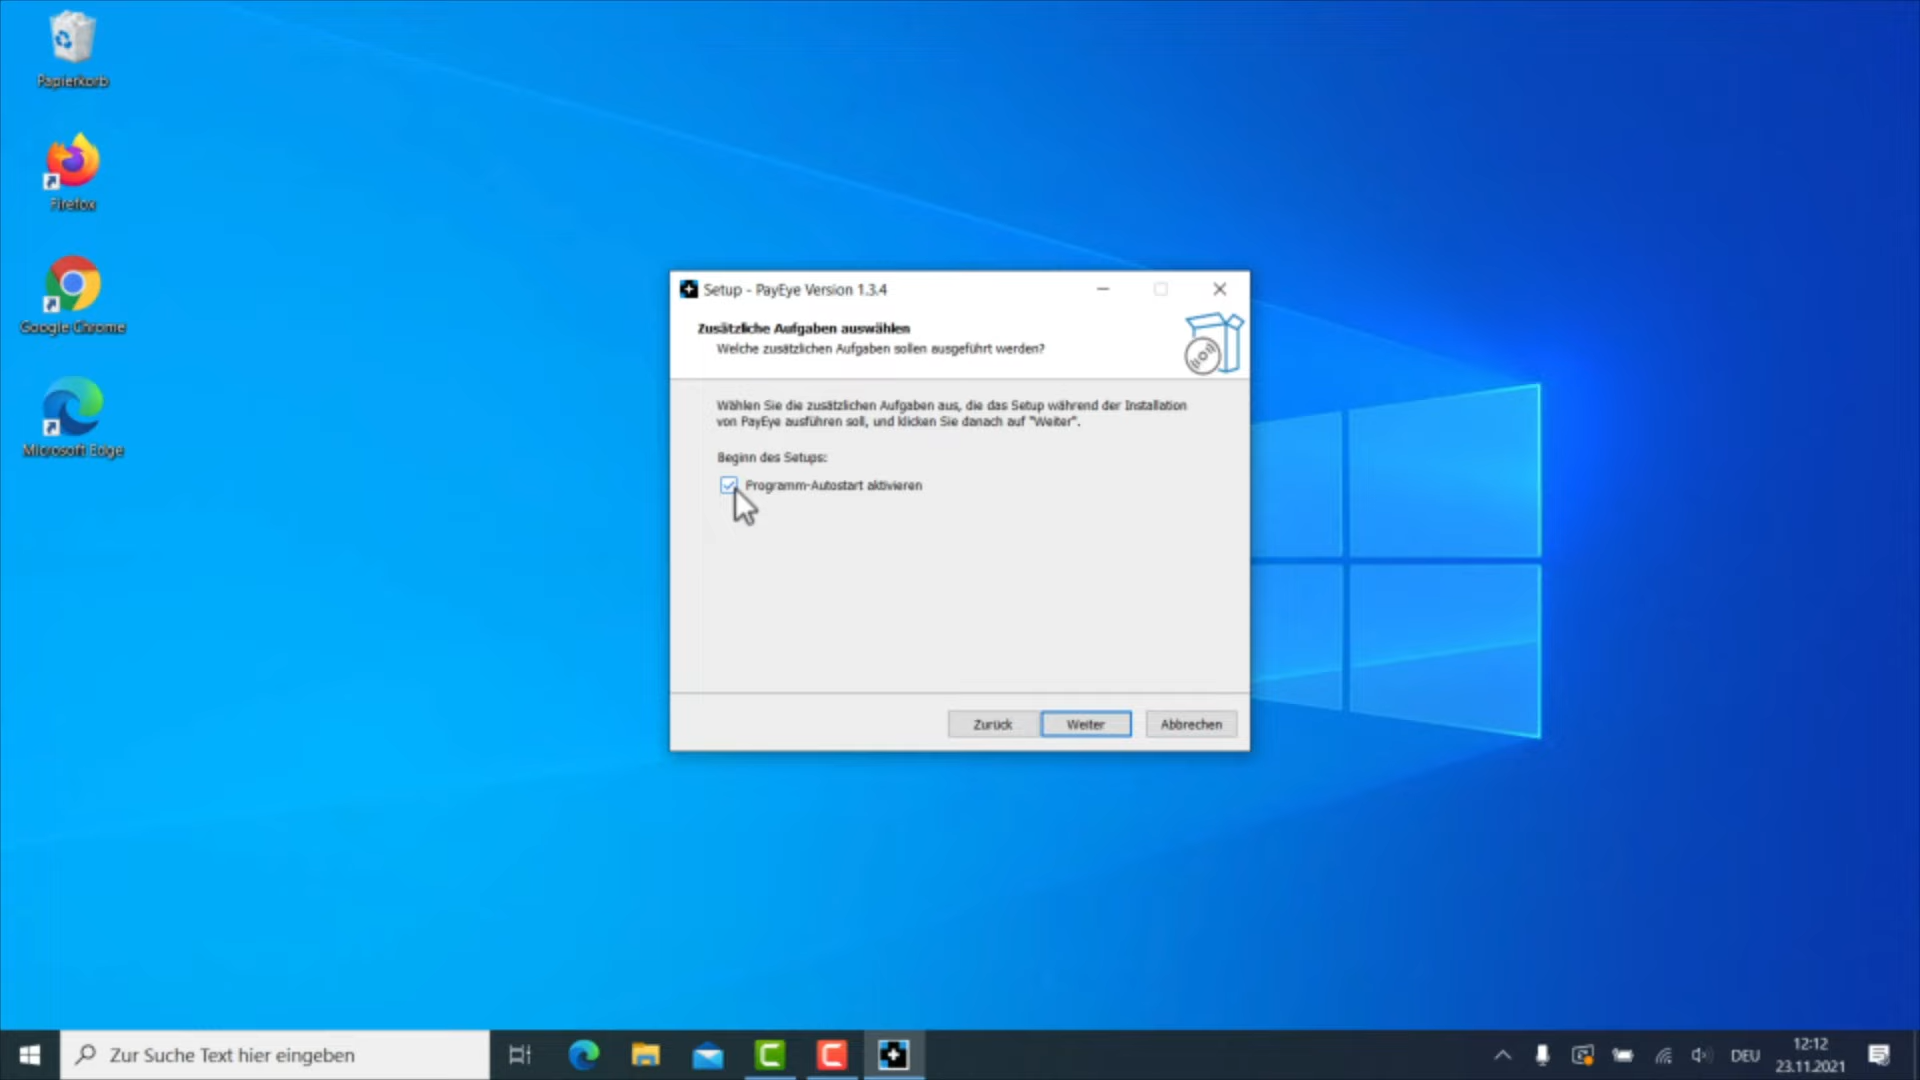 Papierkorb
Firefox
Google Chrome
Microsoft Edge
Setup - PayEye Version 1.3.4
Zusätzliche Aufgaben auswählen
Welche zusätzlichen Aufgaben sollen ausgeführt werden?
Wählen Sie die zusätzlichen Aufgaben aus, die das Setup während der Installation
von PayEye ausführen soll, und klicken Sie danach auf "Weiter".
Beginn des Setups:
Programm-Autostart aktivieren
Zurück
Weiter
Abbrechen
Zur Suche Text hier eingeben
DEU
12:12
23.11.2021